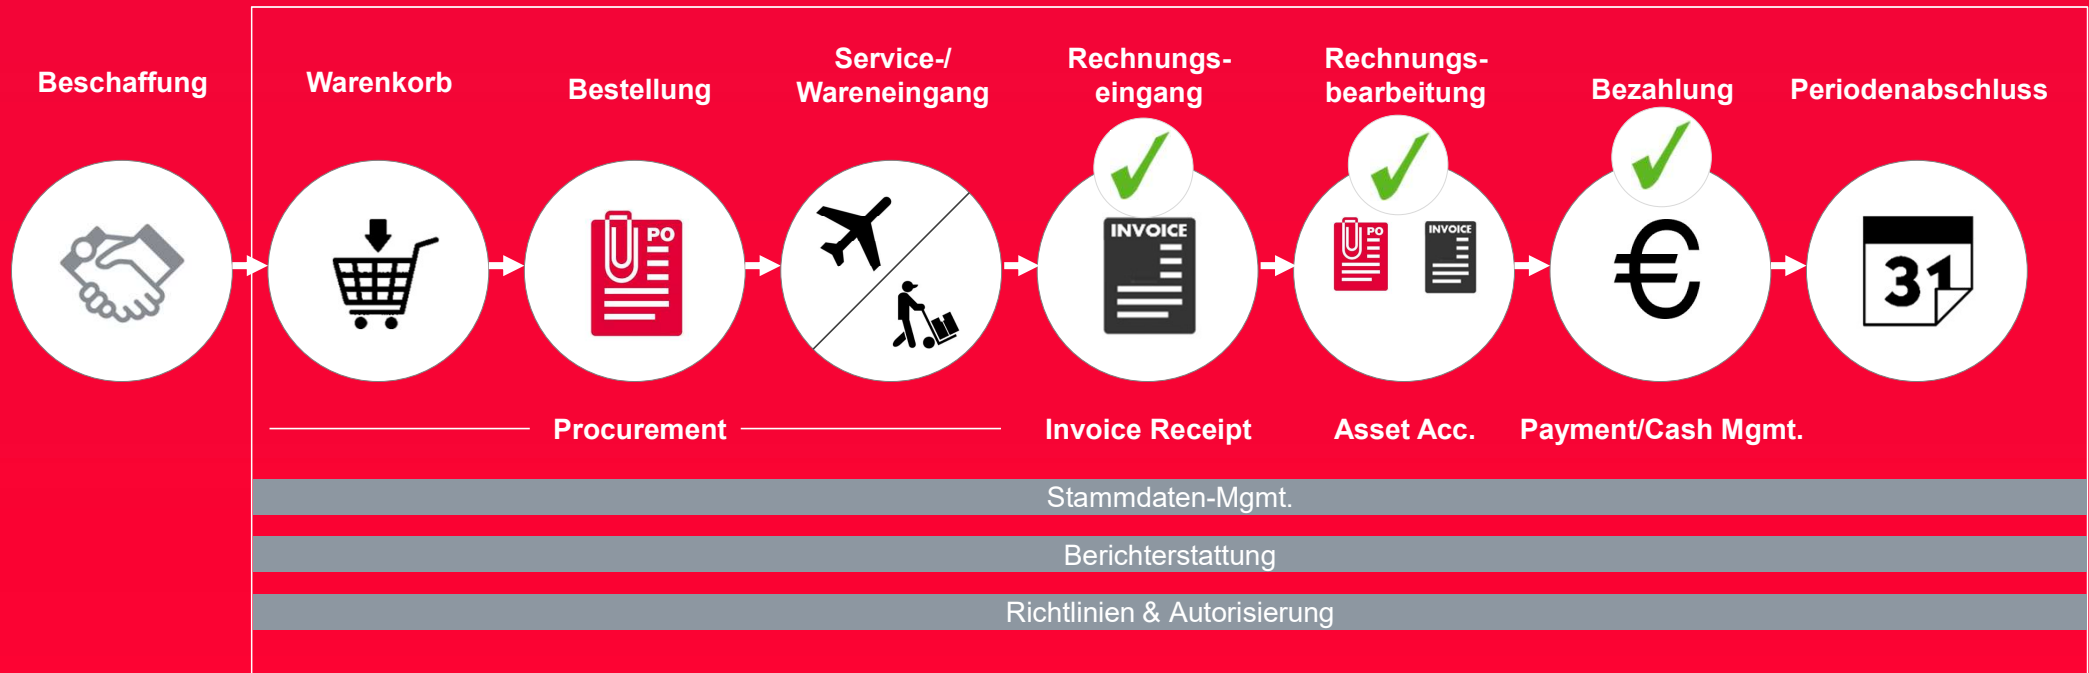 Beschaffung
Warenkorb
Bestellung
Service-/
Wareneingang
Rechnungs-
eingang
Rechnungs-
bearbeitung
Bezahlung
Periodenabschluss
PO
INVOICE
PO
INVOICE
€
31
Procurement
Invoice Receipt
Asset Acc.
Payment/Cash Mgmt.
Stammdaten-Mgmt.
Berichterstattung
Richtlinien & Autorisierung